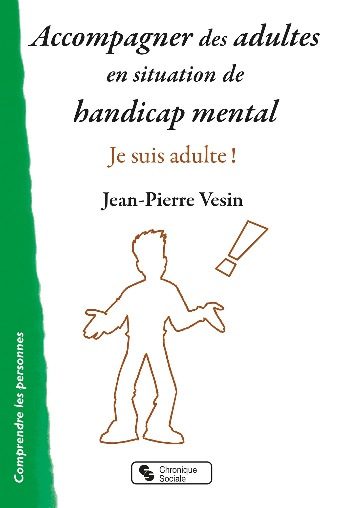 Accompagner des adultes
en situation de
handicap mental
Je suis adulte !
Jean-Pierre Vesin
Comprendre les personnes
Chronique
Sociale